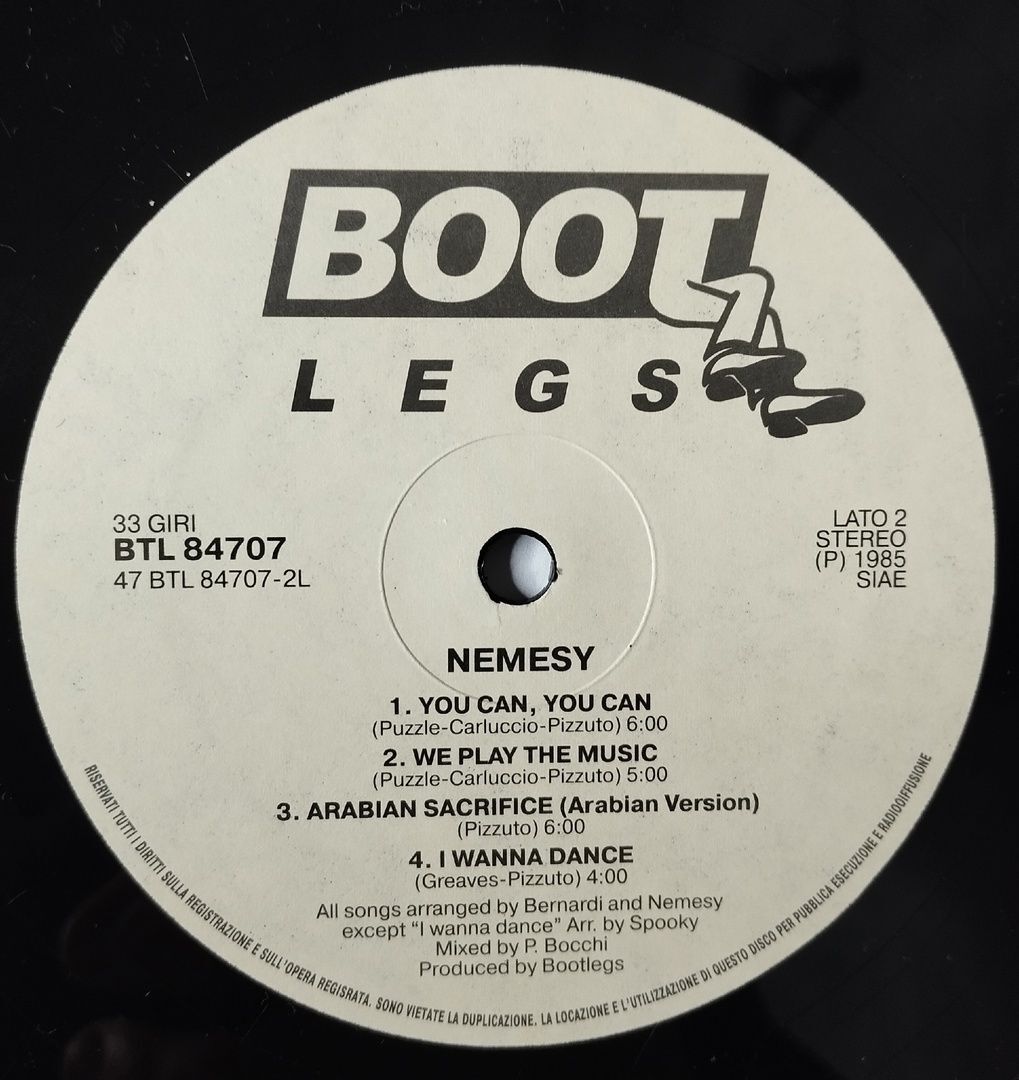 BOOT
LEGS
33 GIRI
BTL 84707
47 BTL 84707-2L
LATO 2
STEREO
(P) 1985
SIAE
NEMESY
1. YOU CAN, YOU CAN
(Puzzle-Carluccio-Pizzuto) 6:00
2. WE PLAY THE MUSIC
(Puzzle-Carluccio-Pizzuto) 5:00
3. ARABIAN SACRIFICE (Arabian Version)
(Pizzuto) 6:00
4. I WANNA DANCE
(Greaves-Pizzuto) 4:00
All songs arranged by Bernardi and Nemesy
except "I wanna dance" Arr. by Spooky
Mixed by P. Bocchi
Produced by Bootlegs
RISERVATI TUTTI I DIRITTI SULLA REGISTRAZIONE E SULL'OPERA REGISRATA. SONO VIETATE LA DUPLICAZIONE. LA LOCAZIONE E L'UTILIZZAZIONE DI QUESTO DISCO PER PUBBLICA ESECUZIONE E RADIODIFFUSIONE